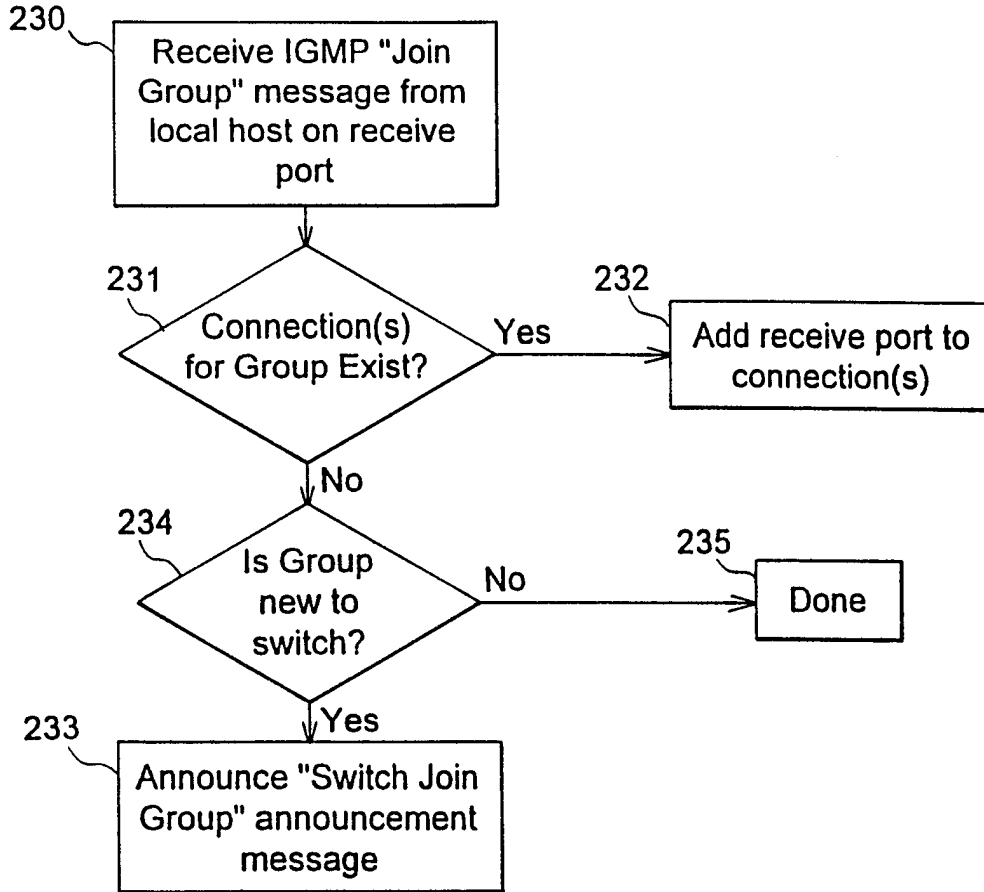 230
Receive IGMP "Join
Group" message from
local host on receive
port
231
Connection(s)
for Group Exist?
Yes
232
Add receive port to
connection(s)
No
234
Is Group
new to
switch?
No
235
Done
Yes
233
Announce "Switch Join
Group" announcement
message